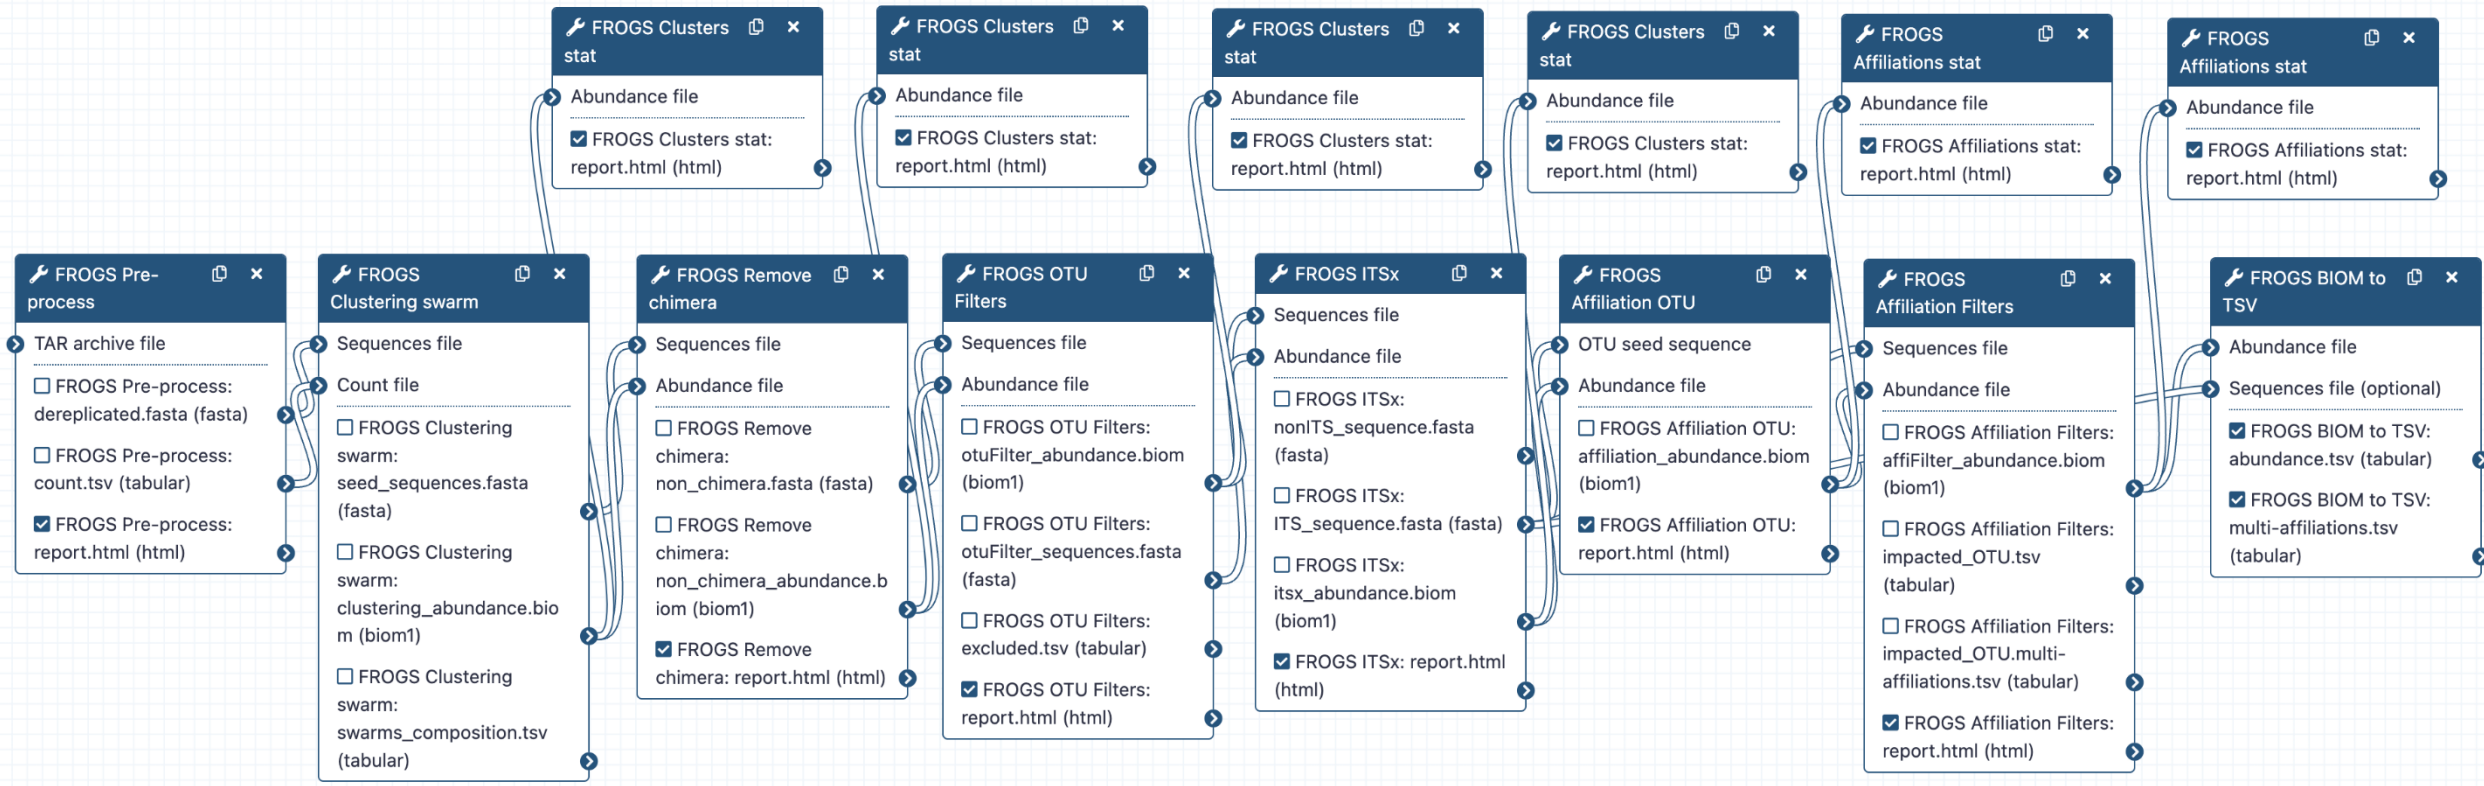 FROGS Clusters
stat
Abundance file
FROGS Clusters stat:
report.html (html)
FROGS Clusters
stat
Abundance file
FROGS Clusters stat:
report.html (html)
FROGS Clusters
stat
Abundance file
FROGS Clusters stat:
report.html (html)
FROGS Clusters
stat
Abundance file
FROGS Clusters stat:
report.html (html)
FROGS
Affiliations stat
Abundance file
FROGS Affiliations stat:
report.html (html)
FROGS
Affiliations stat
Abundance file
FROGS Affiliations stat:
report.html (html)
FROGS Pre-
process
TAR archive file
FROGS Pre-process:
dereplicated.fasta (fasta)
FROGS Pre-process:
count.tsv (tabular)
FROGS Pre-process:
report.html (html)
FROGS
Clustering swarm
Sequences file
Count file
FROGS Clustering
swarm:
seed_sequences.fasta
(fasta)
FROGS Clustering
swarm:
clustering_abundance.bio
m (biom1)
FROGS Clustering
swarm:
swarms_composition.tsv
(tabular)
FROGS Remove
chimera
Sequences file
Abundance file
FROGS Remove
chimera:
non_chimera.fasta (fasta)
FROGS Remove
chimera:
non_chimera_abundance.b
iom (biom1)
FROGS Remove
chimera: report.html (html)
FROGS OTU
Filters
Sequences file
Abundance file
FROGS OTU Filters:
otuFilter_abundance.biom
(biom1)
FROGS OTU Filters:
otuFilter_sequences.fasta
(fasta)
FROGS OTU Filters:
excluded.tsv (tabular)
FROGS OTU Filters:
report.html (html)
FROGS ITSx
Sequences file
Abundance file
FROGS ITSx:
nonITS_sequence.fasta
(fasta)
FROGS ITSx:
ITS_sequence.fasta (fasta)
FROGS ITSx:
itsx_abundance.biom
(biom1)
FROGS ITSx: report.html
(html)
FROGS
Affiliation OTU
OTU seed sequence
Abundance file
FROGS Affiliation OTU:
affiliation_abundance.biom
(biom1)
FROGS Affiliation OTU:
report.html (html)
FROGS
Affiliation Filters
Sequences file
Abundance file
FROGS Affiliation Filters:
affiFilter_abundance.biom
(biom1)
FROGS Affiliation Filters:
impacted_OTU.tsv
(tabular)
FROGS Affiliation Filters:
impacted_OTU.multi-
affiliations.tsv (tabular)
FROGS Affiliation Filters:
report.html (html)
FROGS BIOM to
TSV
Abundance file
Sequences file (optional)
FROGS BIOM to TSV:
abundance.tsv (tabular)
FROGS BIOM to TSV:
multi-affiliations.tsv
(tabular)